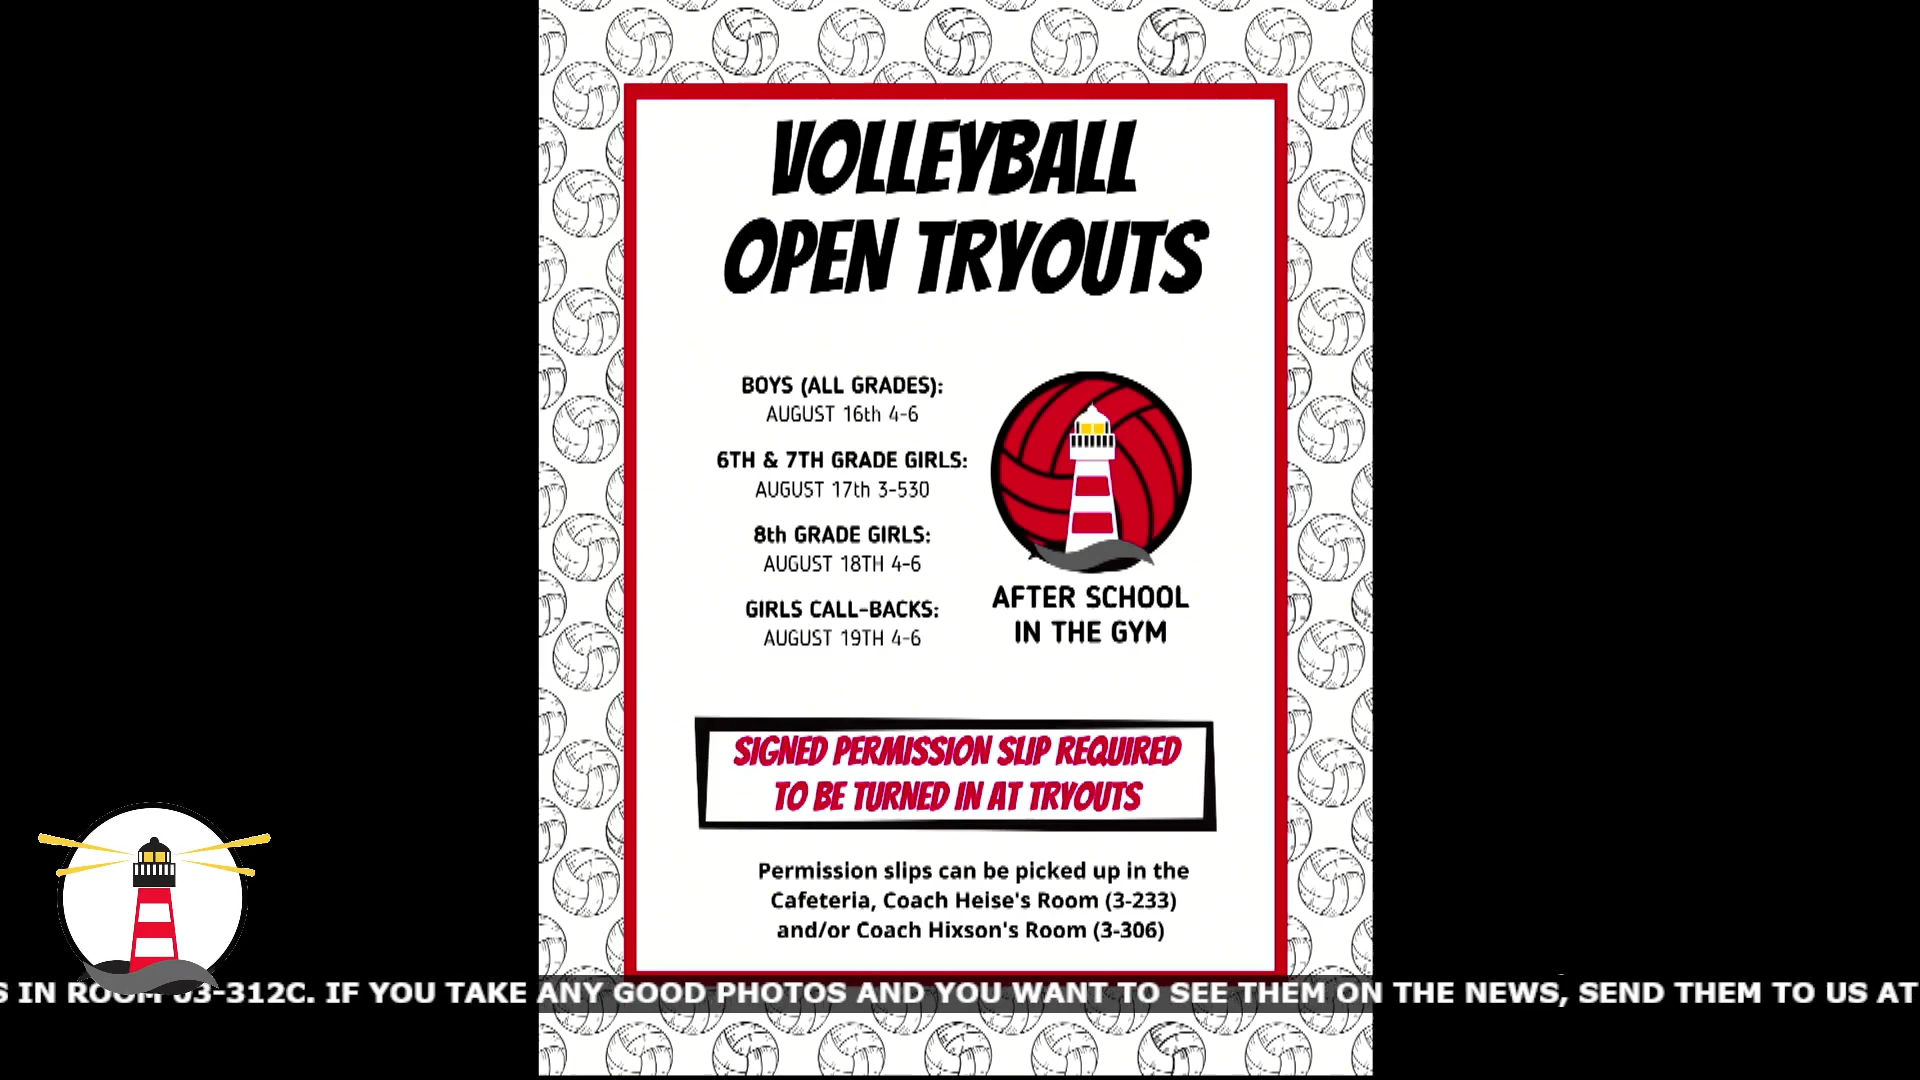 VOLLEYBALL
OPEN TRYOUTS
BOYS (ALL GRADES):
AUGUST 16th 4-6
6TH & 7TH GRADE GIRLS:
AUGUST 17th 3-530
8th GRADE GIRLS:
AUGUST 18TH 4-6
GIRLS CALL-BACKS:
AUGUST 19TH 4-6
AFTER SCHOOL
IN THE GYM
SIGNED PERMISSION SLIP REQUIRED
TO BE TURNED IN AT TRYOUTS
Permission slips can be picked up in the
Cafeteria, Coach Heise's Room (3-233)
and/or Coach Hixson's Room (3-306)
S IN ROOM 03-312C. IF YOU TAKE ANY GOOD PHOTOS AND YOU WANT TO SEE THEM ON THE NEWS, SEND THEM TO US AT